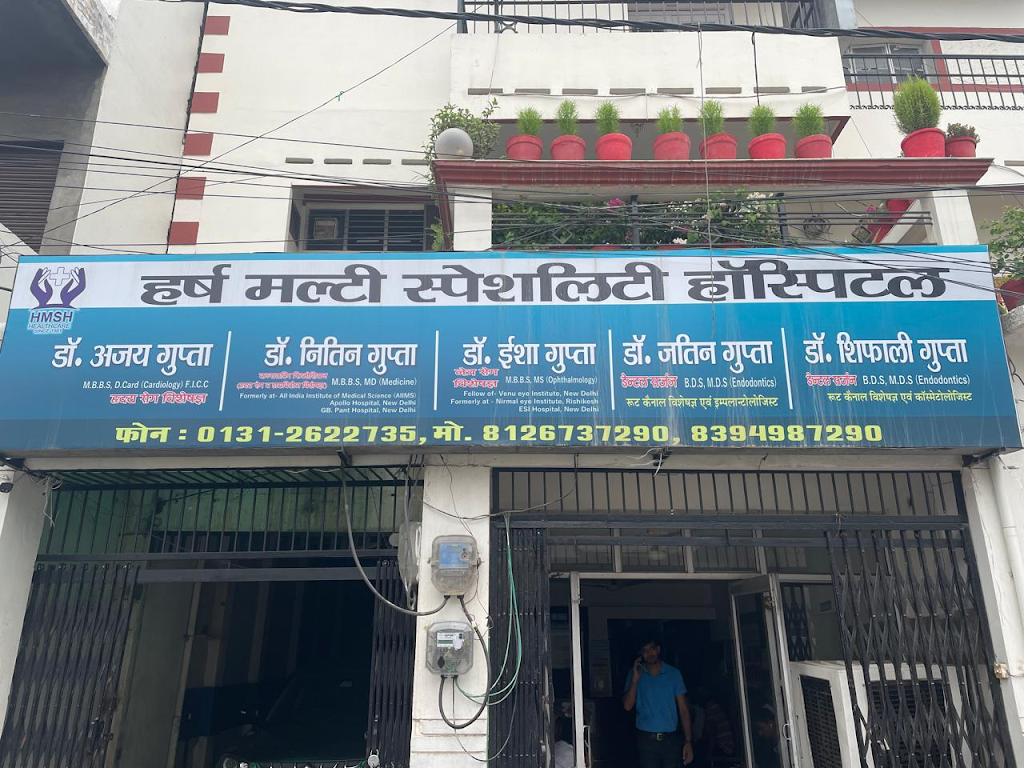 हर्ष मल्टी स्पेशलिटी हॉस्पिटल
HMSH
HEALTHCARE
SINCE 1981
डॉ. अजय गुप्ता
M.B.B.S, D.Card (Cardiology) F.I.C.C
हृदय रोग विशेषज्ञ
डॉ. नितिन गुप्ता
M.B.B.S, MD (Medicine)
Formerly at- All India Institute of Medical Science (AIIMS)
Apollo Hospital, New Delhi
GB. Pant Hospital, New Delhi
डॉ. ईशा गुप्ता
नेत्र रोग
विशेषज्ञ M.B.B.S, MS (Ophthalmology)
Fellow of- Venu eye Institute, New Delhi
Formerly at - Nirmal eye Institute, Rishikesh
ESI Hospital, New Delhi
डॉ. जतिन गुप्ता
डेन्टल सर्जन B.D.S, M.D.S (Endodontics)
रूट कैनाल विशेषज्ञ एवं इम्पलान्टोलोजिस्ट
डॉ. शिफाली गुप्ता
डेन्टल सर्जन B.D.S, M.D.S (Endodontics)
रूट कैनाल विशेषज्ञ एवं कॉस्मैटोलोजिस्ट
फोन : 0131-2622735, मो. 8126737290, 8394987290